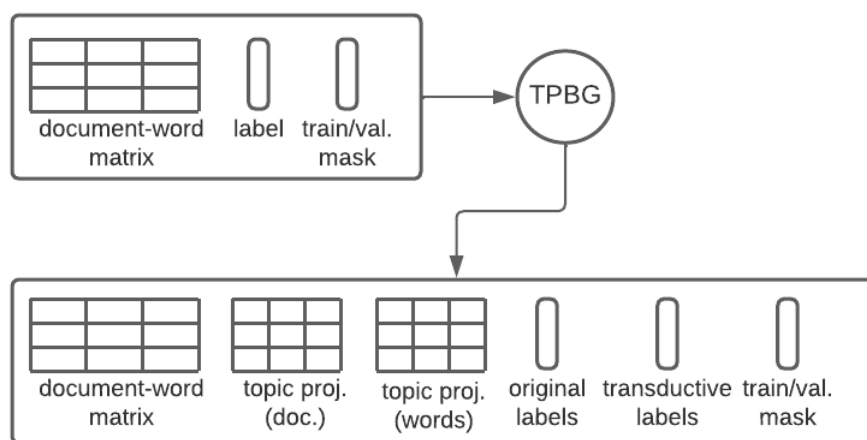 document-word
matrix
label
train/val.
mask
TPBG
document-word
matrix
topic proj.
(doc.)
topic proj.
(words)
original
labels
transductive
labels
train/val.
mask